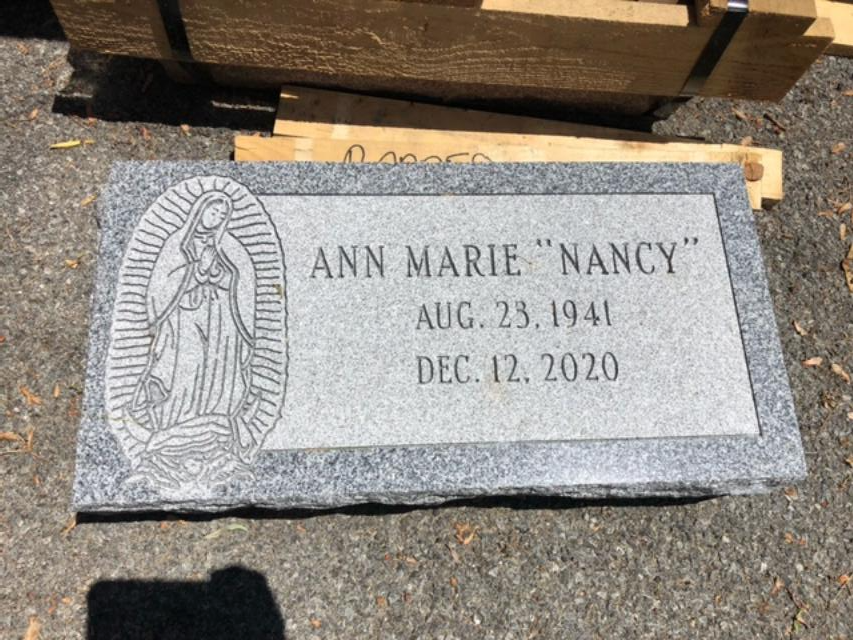 ANN MARIE "NANCY"
AUG. 23, 1941
DEC. 12, 2020